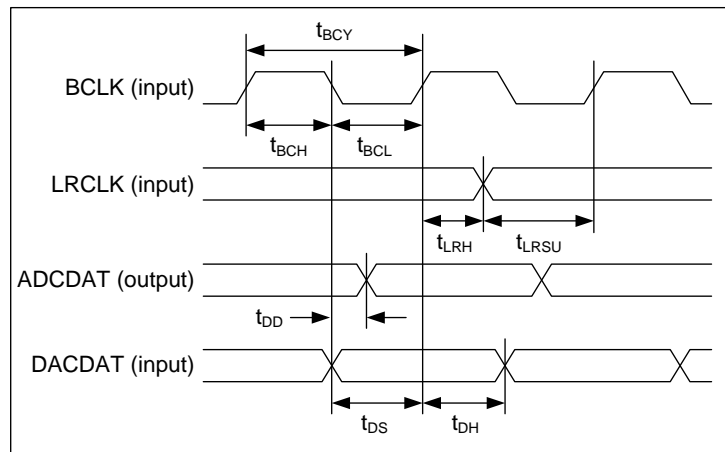 tBCY
BCLK (input)
tBCH tBCL
LRCLK (input)
tLRH tLRSU
ADCDAT (output)
tDD
DACDAT (input)
tDS tDH